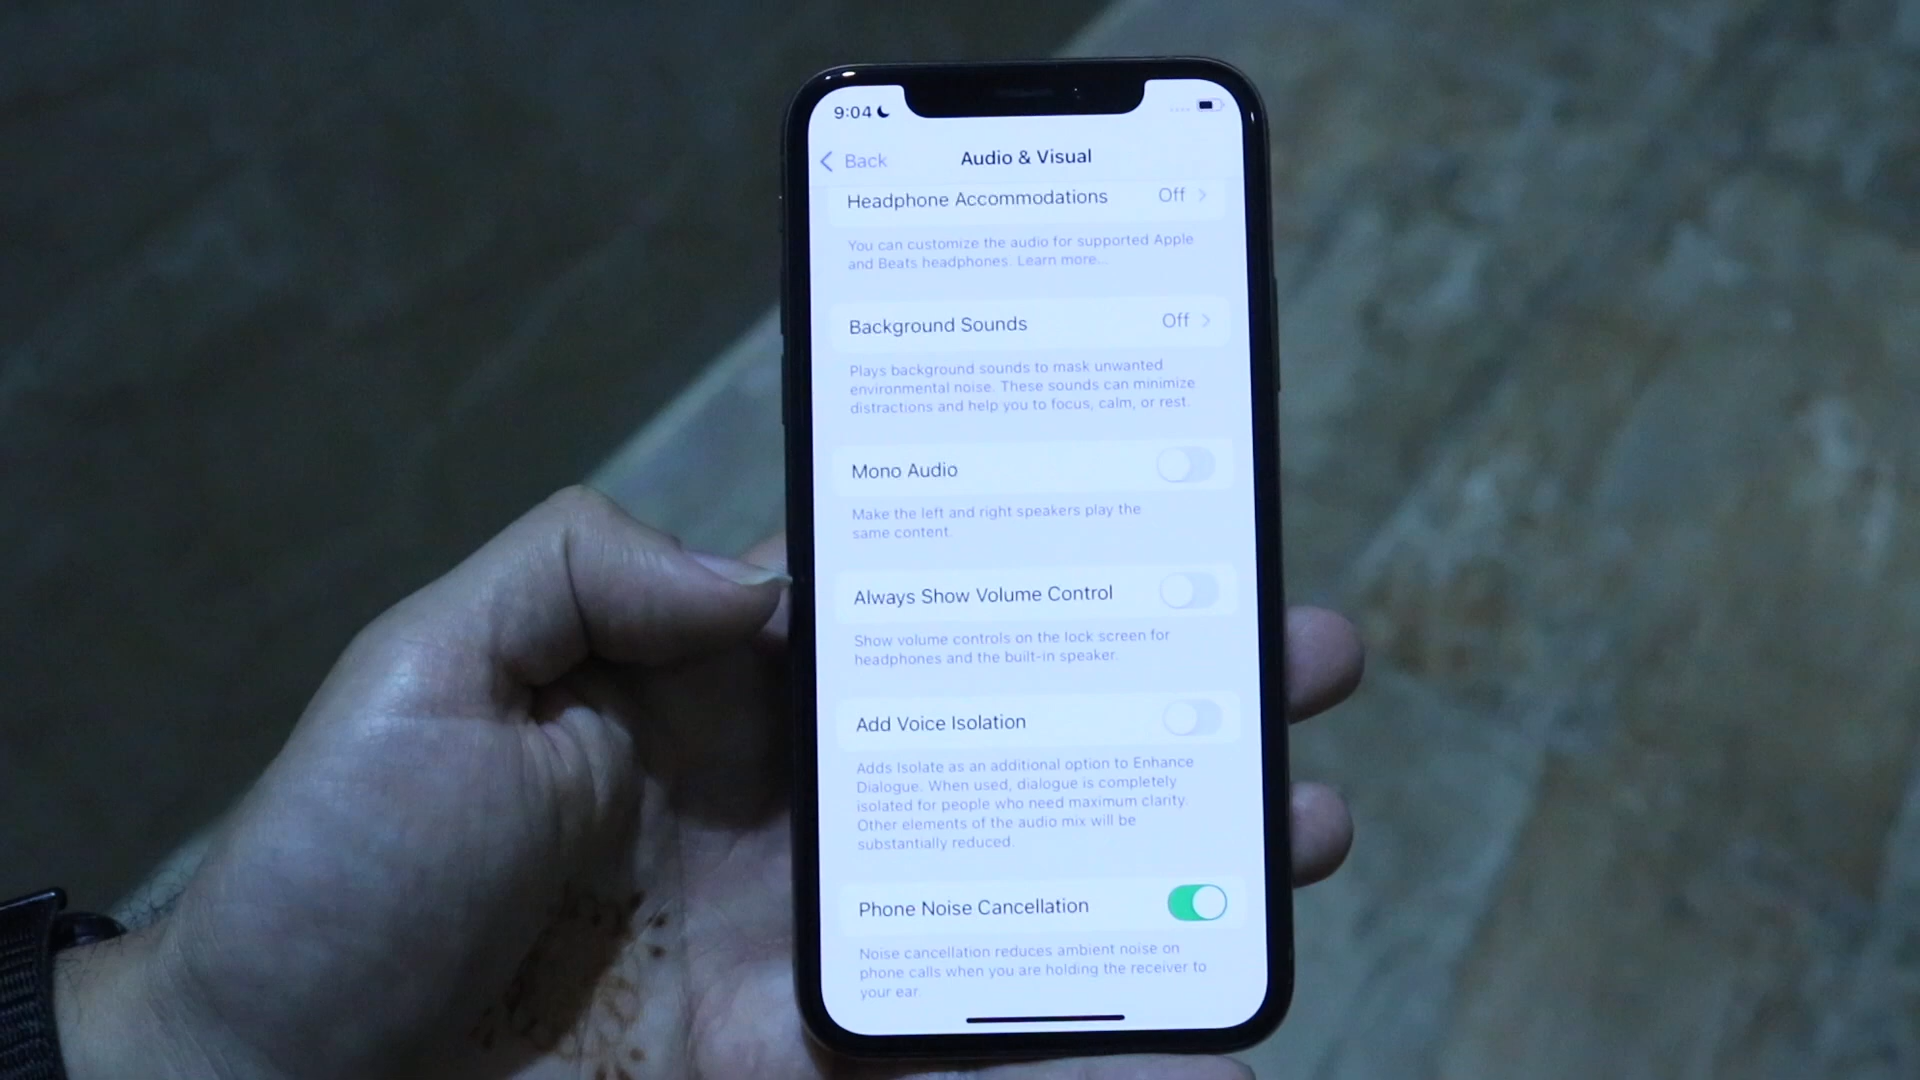 9:04
Back
Audio & Visual
Headphone Accommodations Off
You can customize the audio for supported Apple
and Beats headphones. Learn more...
Background Sounds Off
Plays background sounds to mask unwanted
environmental noise. These sounds can minimize
distractions and help you to focus, calm, or rest.
Mono Audio
Make the left and right speakers play the
same content.
Always Show Volume Control
Show volume controls on the lock screen for
headphones and the built-in speaker.
Add Voice Isolation
Adds Isolate as an additional option to Enhance
Dialogue. When used, dialogue is completely
isolated for people who need maximum clarity.
Other elements of the audio mix will be
substantially reduced.
Phone Noise Cancellation
Noise cancellation reduces ambient noise on
phone calls when you are holding the receiver to
your ear.